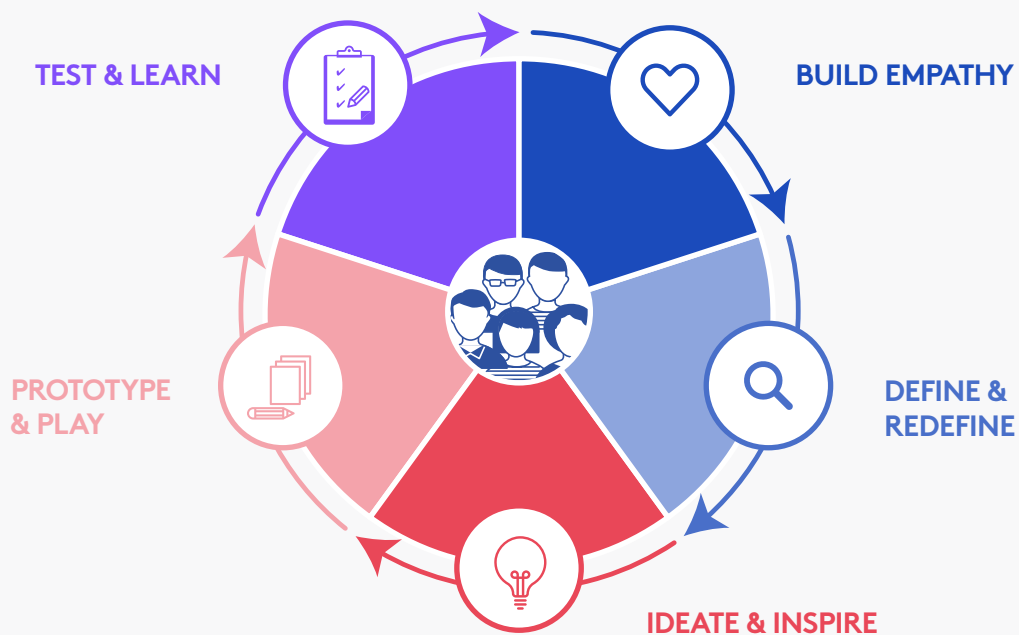 TEST & LEARN
BUILD EMPATHY
PROTOTYPE
& PLAY
DEFINE &
REDEFINE
IDEATE & INSPIRE